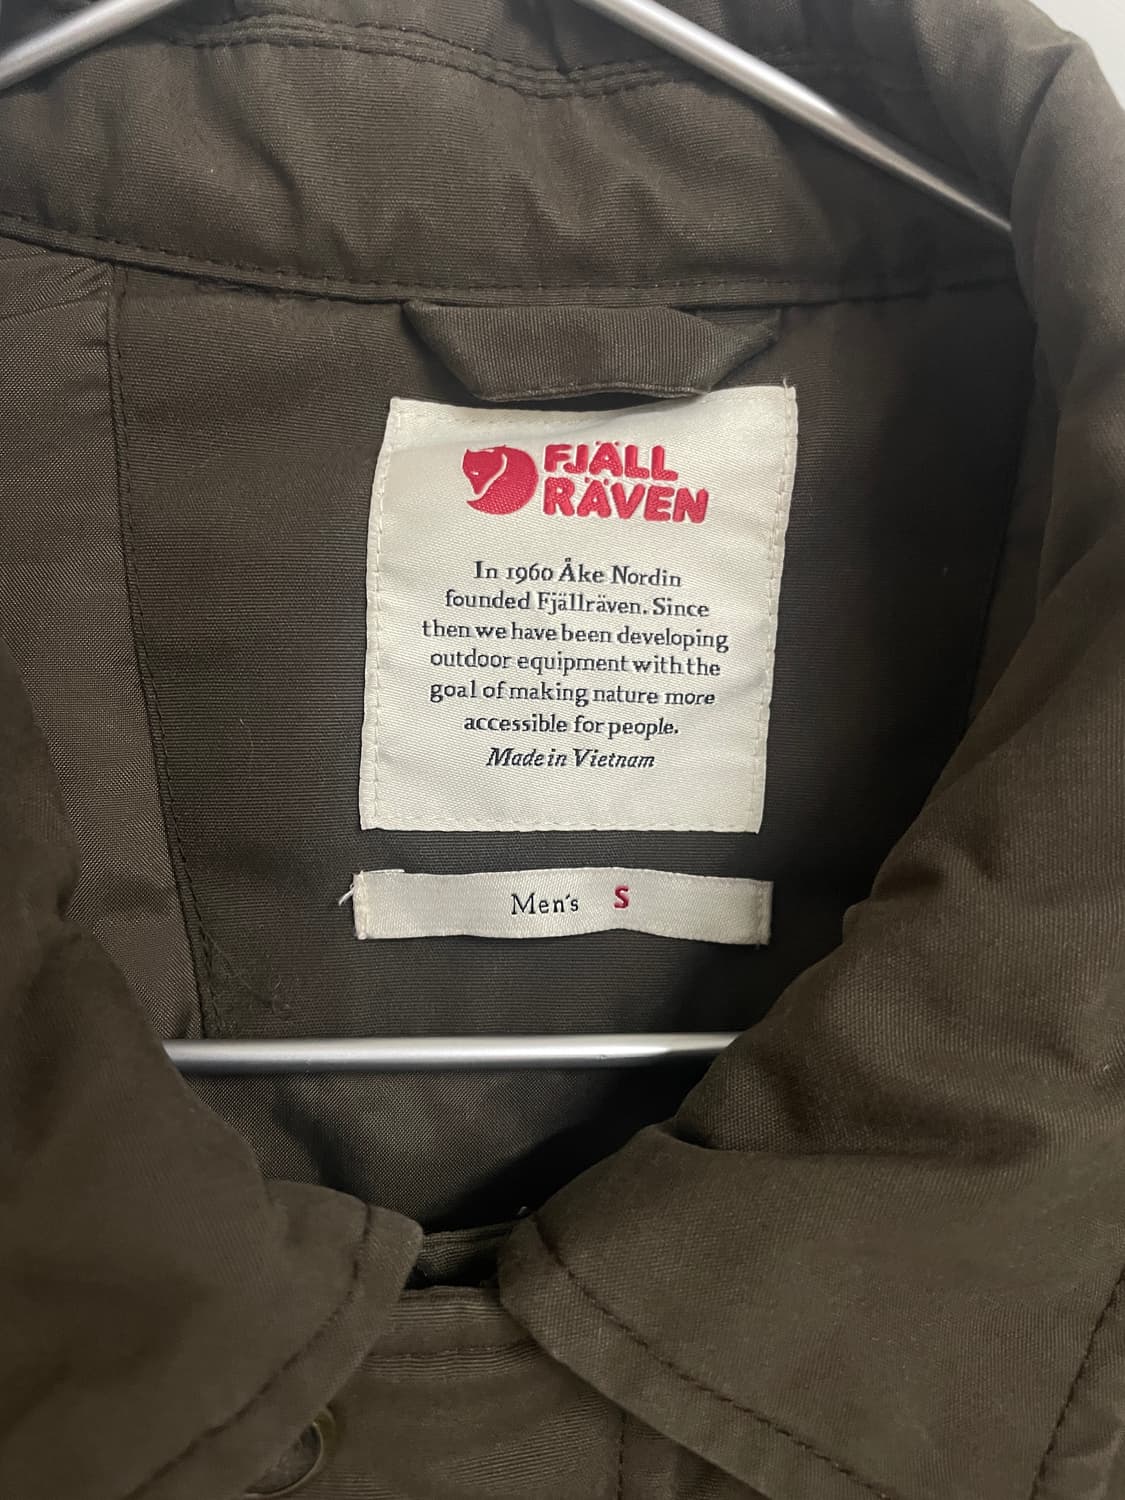 FJÄLL
RÄVEN
In 1960 Åke Nordin
founded Fjällräven. Since
then we have been developing
outdoor equipment with the
goal of making nature more
accessible for people.
Made in Vietnam
Men's S